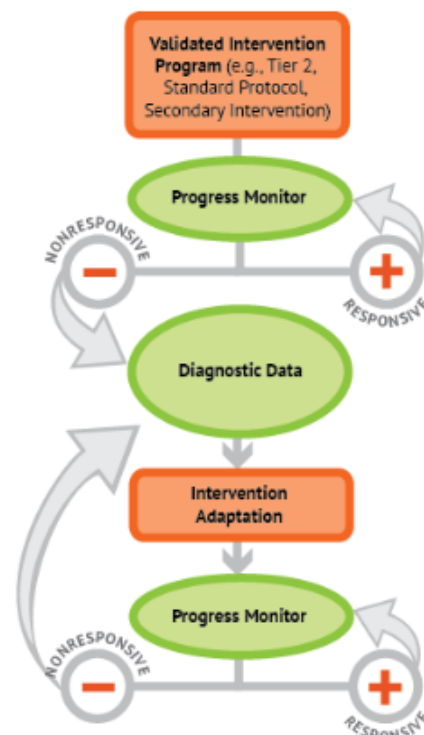 Validated Intervention
Program (e.g., Tier 2,
Standard Protocol,
Secondary Intervention)
Progress Monitor
NONRESPONSIVE
RESPONSIVE
Diagnostic Data
Intervention
Adaptation
Progress Monitor
NONRESPONSIVE
RESPONSIVE